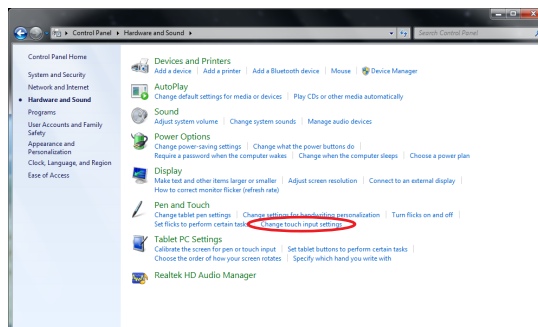 Control Panel ▸ Hardware and Sound ▸
Search Control Panel
Control Panel Home
System and Security
Network and Internet
Hardware and Sound
Programs
User Accounts and Family
Safety
Appearance and
Personalization
Clock, Language, and Region
Ease of Access
Devices and Printers
Add a device | Add a printer | Add a Bluetooth device | Mouse | Device Manager
AutoPlay
Change default settings for media or devices | Play CDs or other media automatically
Sound
Adjust system volume | Change system sounds | Manage audio devices
Power Options
Change power-saving settings | Change what the power buttons do |
Require a password when the computer wakes | Change when the computer sleeps | Choose a power plan
Display
Make text and other items larger or smaller | Adjust screen resolution | Connect to an external display |
How to correct monitor flicker (refresh rate)
Pen and Touch
Change tablet pen settings | Change settings for handwriting personalization | Turn flicks on and off |
Set flicks to perform certain tasks | Change touch input settings
Tablet PC Settings
Calibrate the screen for pen or touch input | Set tablet buttons to perform certain tasks |
Choose the order of how your screen rotates | Specify which hand you write with
Realtek HD Audio Manager